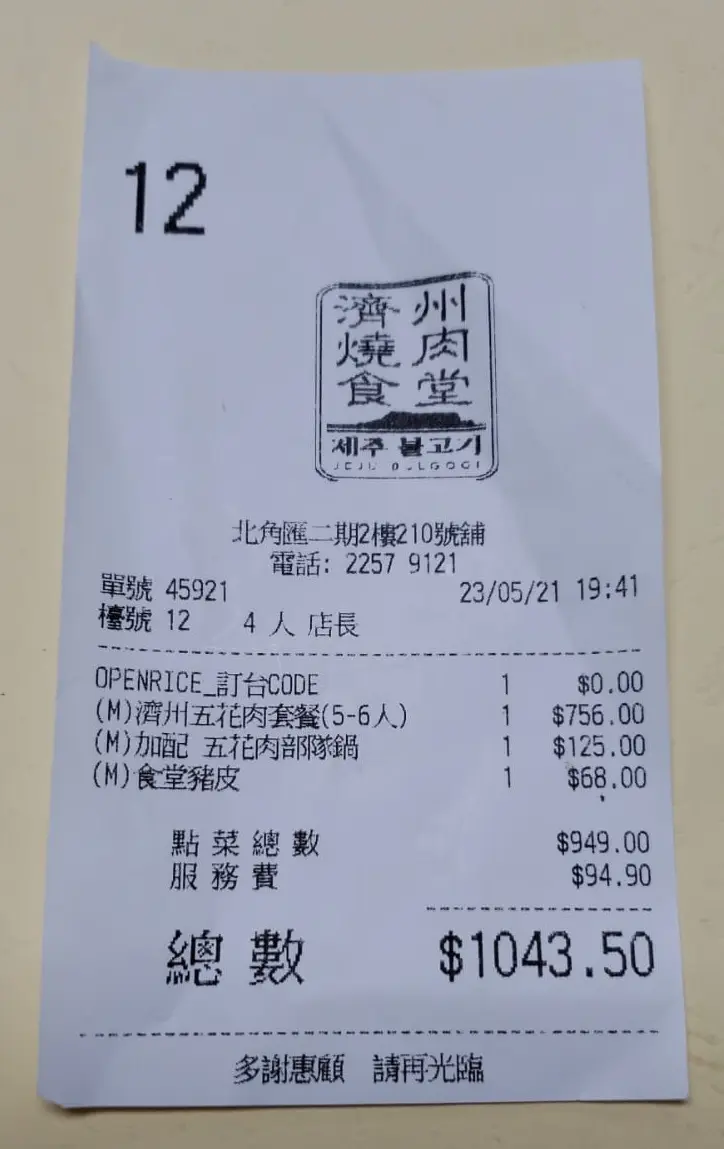 12
濟州
燒肉
食堂
제주 불고기
JEJU BULGOGI
北角匯二期2樓210號舖
電話: 2257 9121
單號 45921 23/05/21 19:41
檯號 12 4 人 店長
OPENRICE_訂台CODE 1 $0.00
(M)濟州五花肉套餐(5-6人) 1 $756.00
(M)加配 五花肉部隊鍋 1 $125.00
(M)食堂豬皮 1 $68.00
點菜總數 $949.00
服務費 $94.90
總數 $1043.50
多謝惠顧 請再光臨